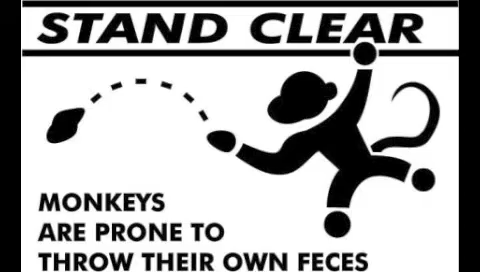 STAND CLEAR
MONKEYS
ARE PRONE TO
THROW THEIR OWN FECES